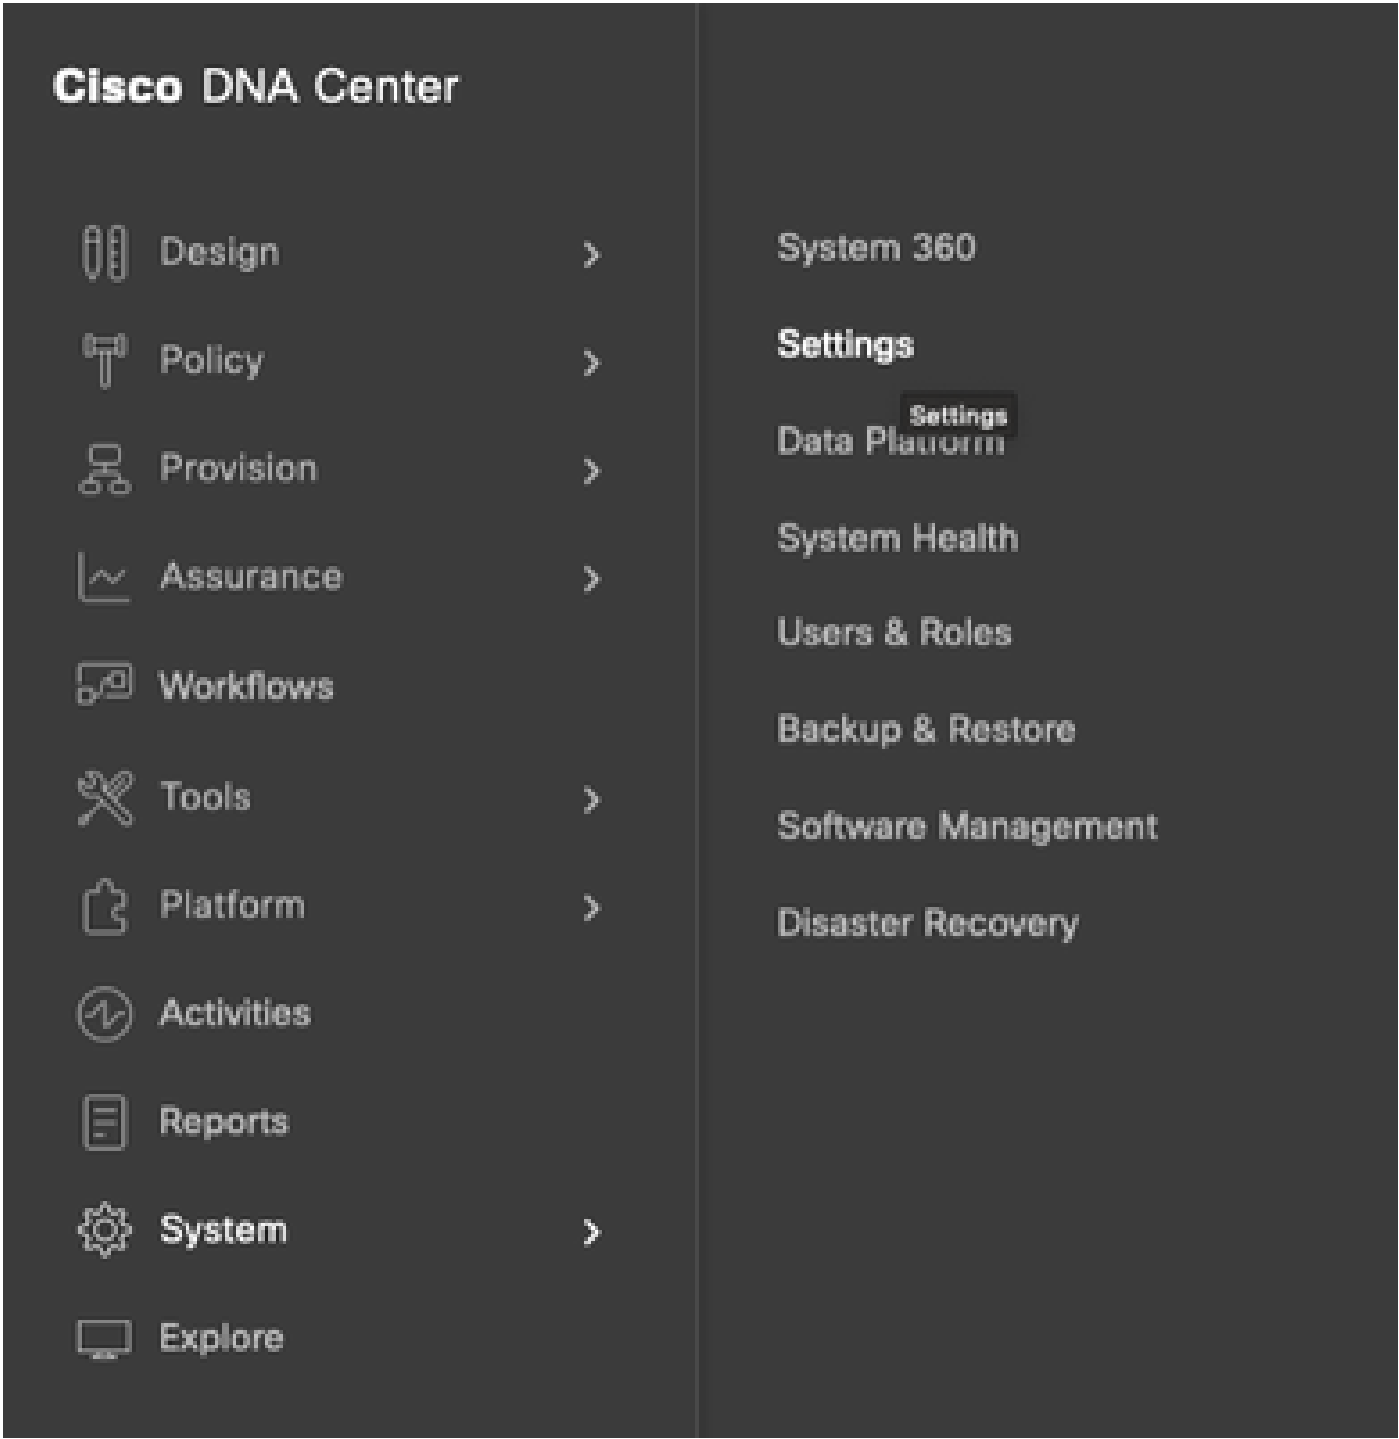 Cisco DNA Center
Design
Policy
Provision
Assurance
Workflows
Tools
Platform
Activities
Reports
System
Explore
System 360
Settings
Settings
Data Platform
System Health
Users & Roles
Backup & Restore
Software Management
Disaster Recovery